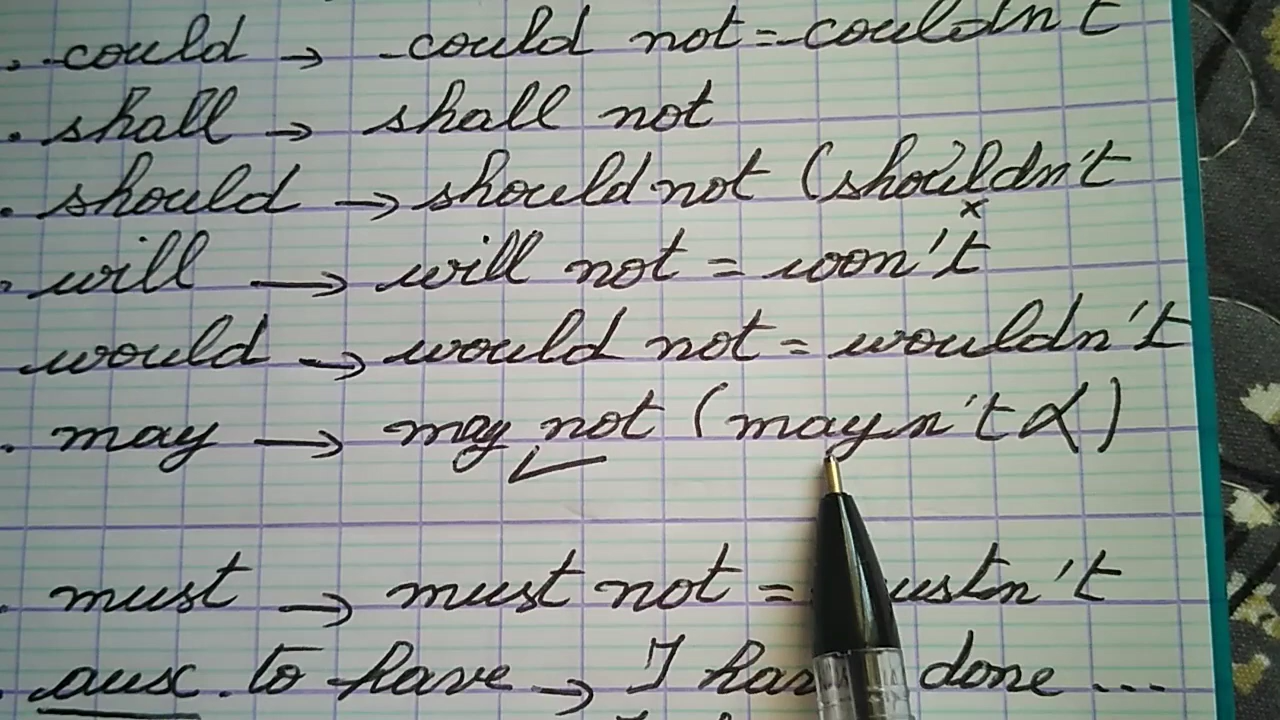 . could → could not = couldn't
. shall → shall not
. should → should not (shouldn't
x
. will → will not = won't
would → would not = wouldn't
. may → may not (mayn't x)
. must → must not = mustn't
. aux. to have → I have done ...